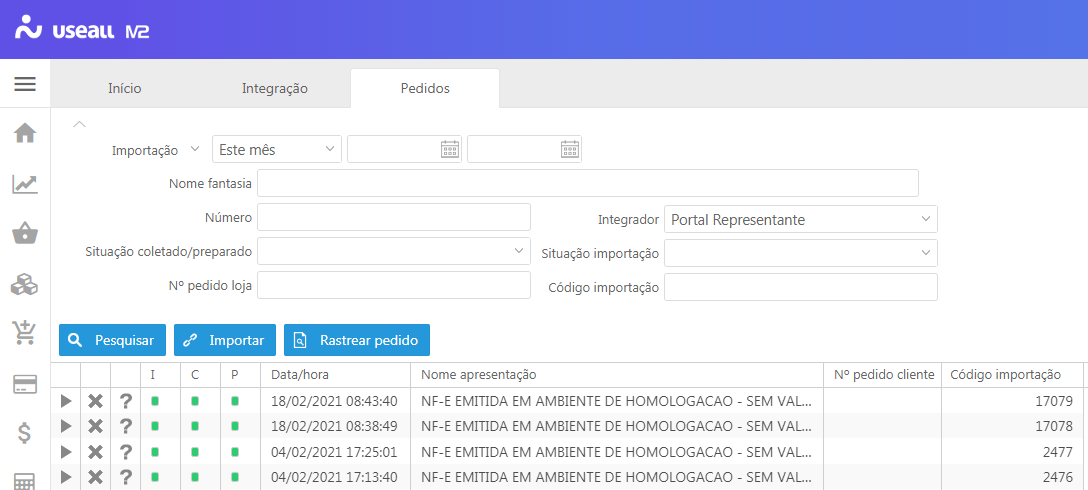 useall M2
Início Integração Pedidos
Importação Este mês
Nome fantasia
Número Integrador Portal Representante
Situação coletado/preparado Situação importação
Nº pedido loja Código importação
Pesquisar Importar Rastrear pedido
I C P Data/hora Nome apresentação Nº pedido cliente Código importação
? 18/02/2021 08:43:40 NF-E EMITIDA EM AMBIENTE DE HOMOLOGACAO - SEM VAL... 17079
? 18/02/2021 08:38:49 NF-E EMITIDA EM AMBIENTE DE HOMOLOGACAO - SEM VAL... 17078
? 04/02/2021 17:25:01 NF-E EMITIDA EM AMBIENTE DE HOMOLOGACAO - SEM VAL... 2477
? 04/02/2021 17:13:40 NF-E EMITIDA EM AMBIENTE DE HOMOLOGACAO - SEM VAL... 2476